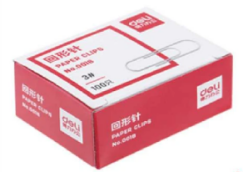 deli
回形针
PAPER CLIPS
No.0018
3#
100只
deli
回形针
PAPER CLIPS
No.0018